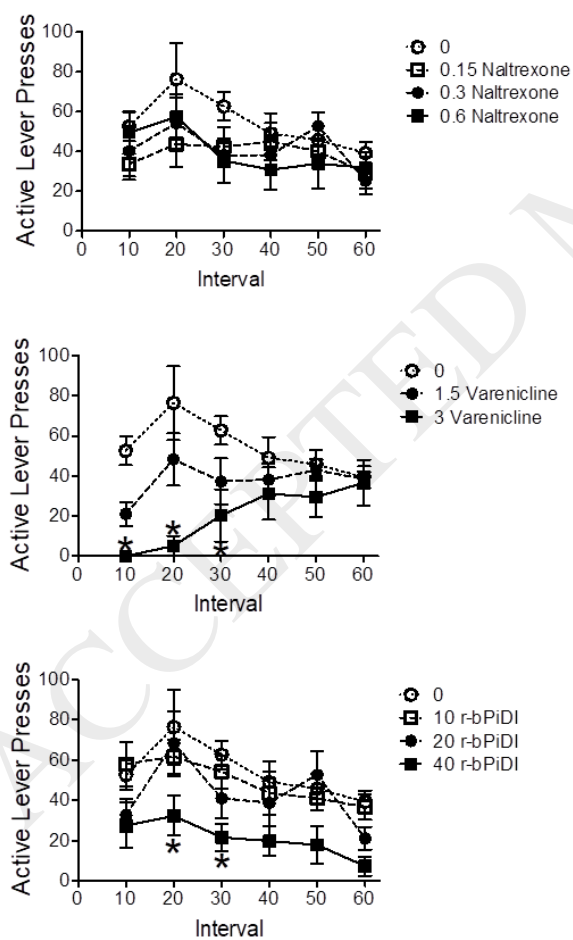 Active Lever Presses
100
80
60
40
20
0
0 10 20 30 40 50 60
Interval
0
0.15 Naltrexone
0.3 Naltrexone
0.6 Naltrexone
Active Lever Presses
100
80
60
40
20
0
* * *
0 10 20 30 40 50 60
Interval
0
1.5 Varenicline
3 Varenicline
Active Lever Presses
100
80
60
40
20
0
* *
0 10 20 30 40 50 60
Interval
0
10 r-bPiDI
20 r-bPiDI
40 r-bPiDI
ACCEPTED M